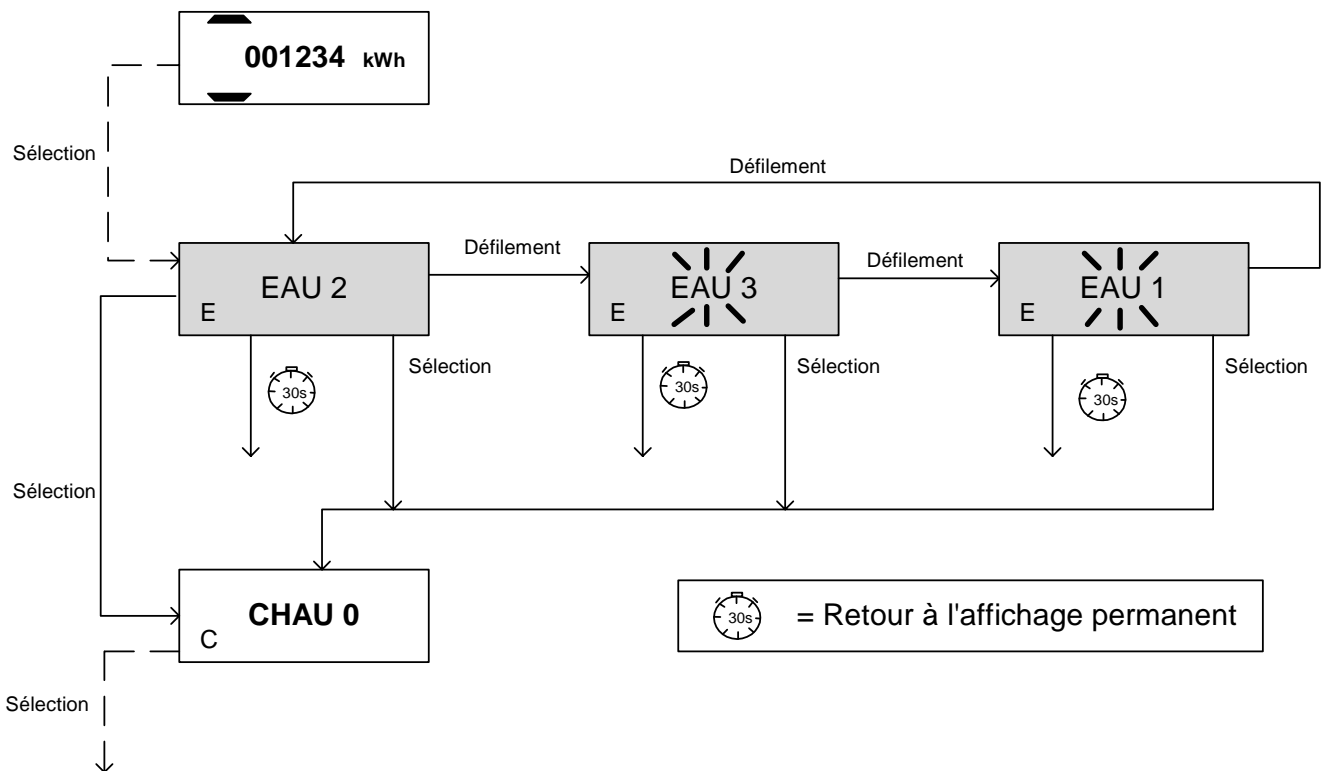 001234 kWh
Sélection
Défilement
EAU 2
E
Défilement
EAU 3
E
Défilement
EAU 1
E
30s
Sélection
30s
Sélection
30s
Sélection
Sélection
CHAU 0
C
30s = Retour à l'affichage permanent
Sélection